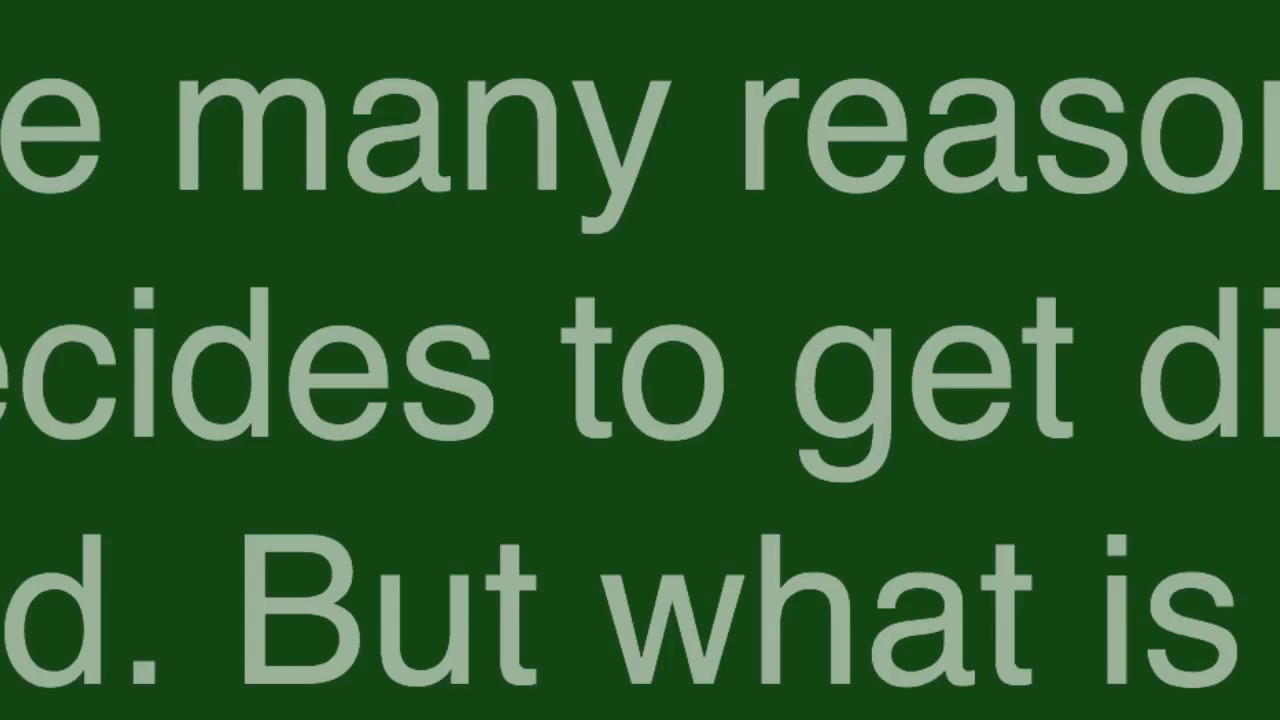 e many reason
ecides to get di
d. But what is